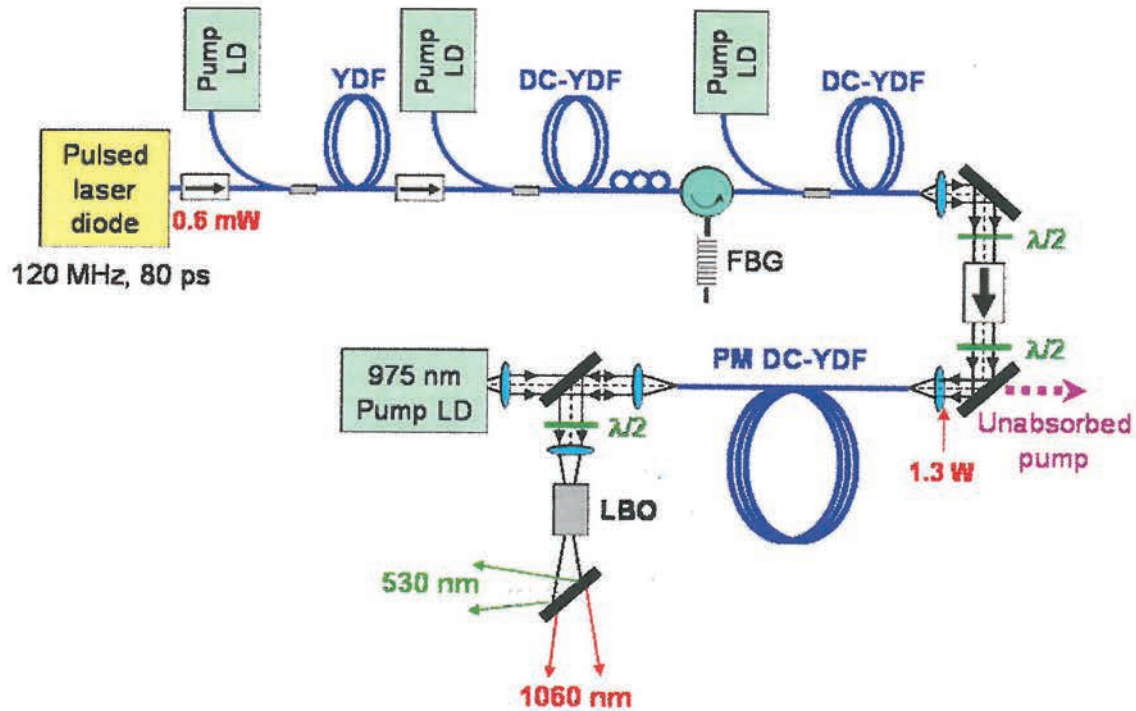 Pump
LD
Pump
LD
Pump
LD
YDF
DC-YDF
DC-YDF
Pulsed
laser
diode
0.6 mW
120 MHz, 80 ps
FBG
λ/2
λ/2
PM DC-YDF
975 nm
Pump LD
λ/2
Unabsorbed
pump
1.3 W
LBO
530 nm
1060 nm